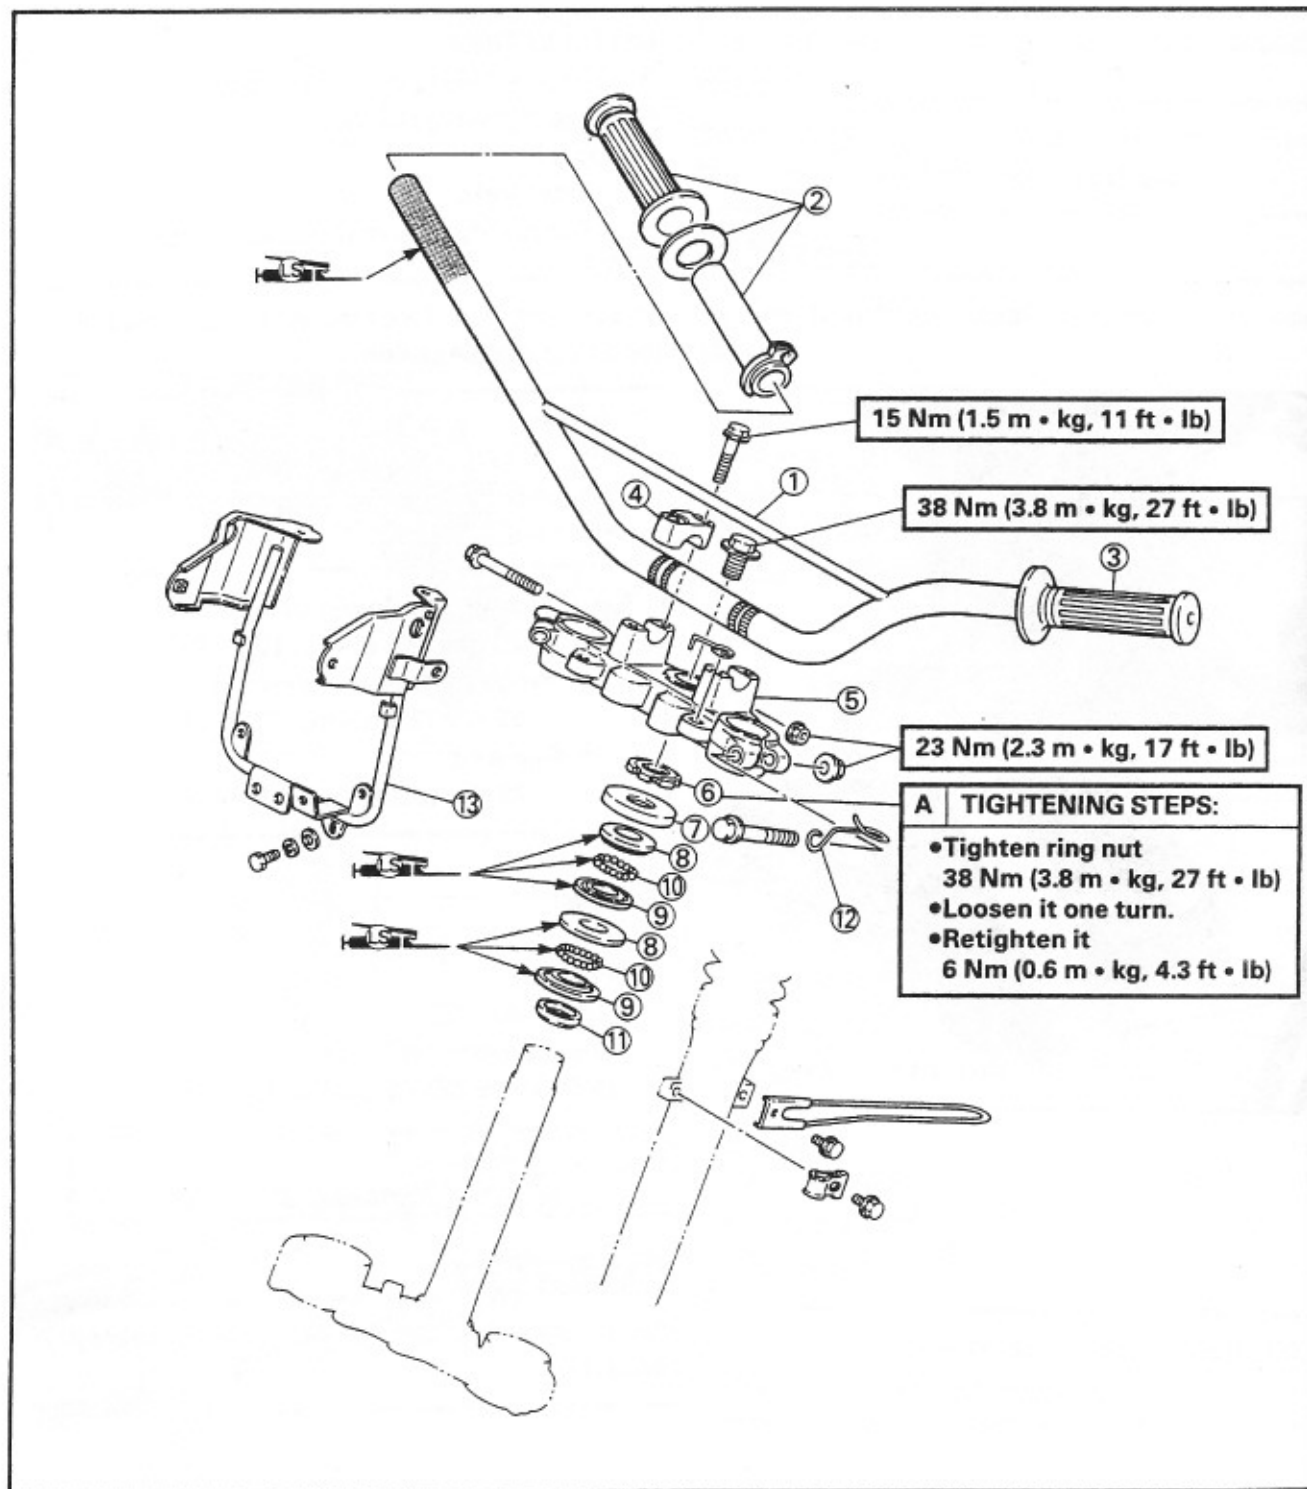 ②
15 Nm (1.5 m • kg, 11 ft • lb)
①
④
38 Nm (3.8 m • kg, 27 ft • lb)
③
⑤
23 Nm (2.3 m • kg, 17 ft • lb)
⑥
A TIGHTENING STEPS:
•Tighten ring nut
38 Nm (3.8 m • kg, 27 ft • lb)
•Loosen it one turn.
•Retighten it
6 Nm (0.6 m • kg, 4.3 ft • lb)
⑬
⑦
⑧
⑩
⑨
⑫
⑧
⑩
⑨
⑪
LS
LS
LS